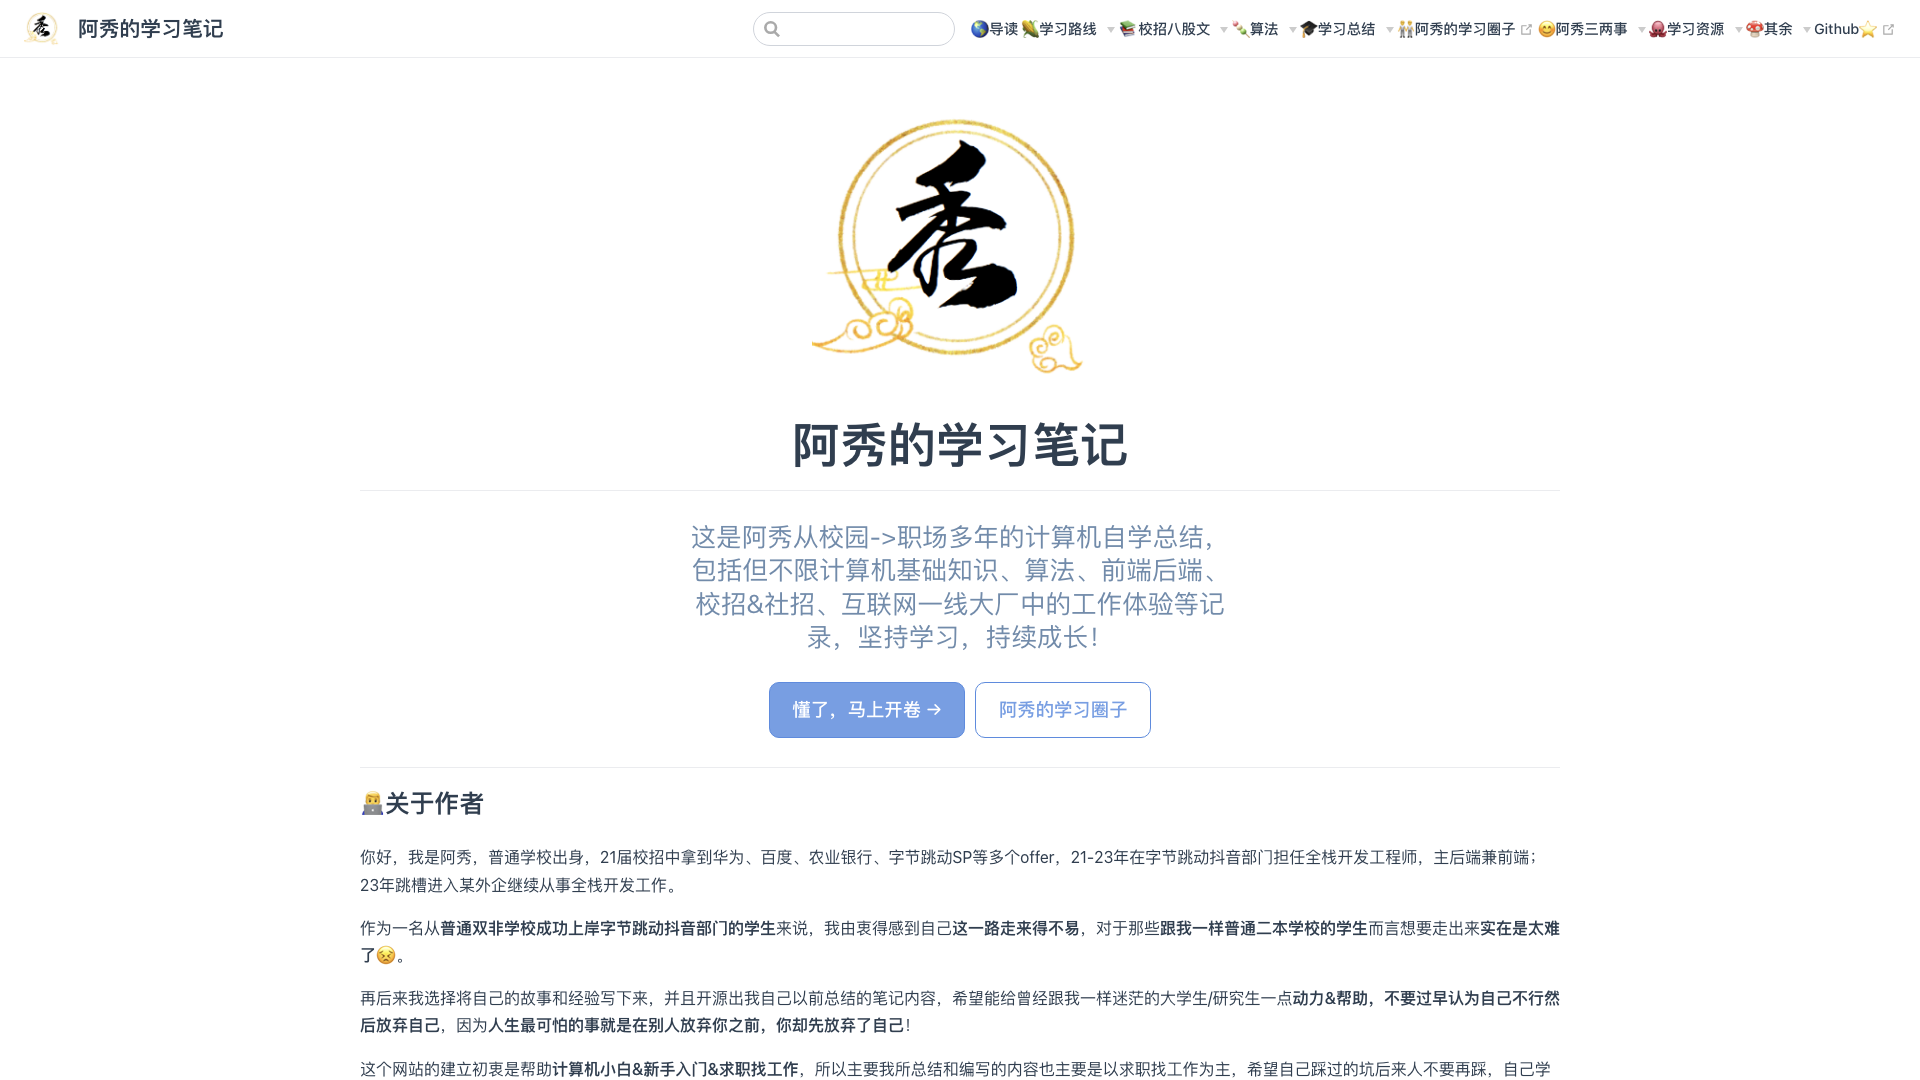 阿秀的学习笔记
🌏导读 🌽学习路线 📚校招八股文 🍡算法 🎓学习总结 👬阿秀的学习圈子 😊阿秀三两事 🐙学习资源 🍄其余 Github⭐
秀
阿秀的学习笔记
这是阿秀从校园->职场多年的计算机自学总结，
包括但不限计算机基础知识、算法、前端后端、
校招&社招、互联网一线大厂中的工作体验等记
录，坚持学习，持续成长！
懂了，马上开卷 → 阿秀的学习圈子
👨‍💻关于作者
你好，我是阿秀，普通学校出身，21届校招中拿到华为、百度、农业银行、字节跳动SP等多个offer，21-23年在字节跳动抖音部门担任全栈开发工程师，主后端兼前端；
23年跳槽进入某外企继续从事全栈开发工作。
作为一名从普通双非学校成功上岸字节跳动抖音部门的学生来说，我由衷得感到自己这一路走来得不易，对于那些跟我一样普通二本学校的学生而言想要走出来实在是太难
了😣。
再后来我选择将自己的故事和经验写下来，并且开源出我自己以前总结的笔记内容，希望能给曾经跟我一样迷茫的大学生/研究生一点动力&帮助，不要过早认为自己不行然
后放弃自己，因为人生最可怕的事就是在别人放弃你之前，你却先放弃了自己！
这个网站的建立初衷是帮助计算机小白&新手入门&求职找工作，所以主要我所总结和编写的内容也主要是以求职找工作为主，希望自己踩过的坑后来人不要再踩，自己学